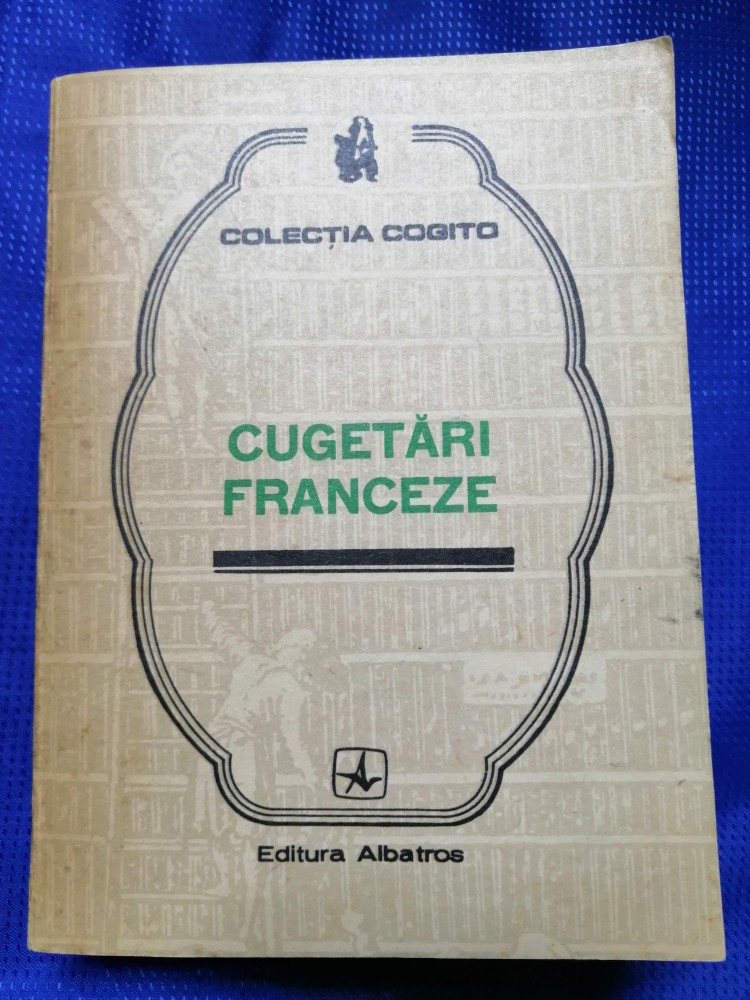 COLECȚIA COGITO
CUGETĂRI
FRANCEZE
Editura Albatros